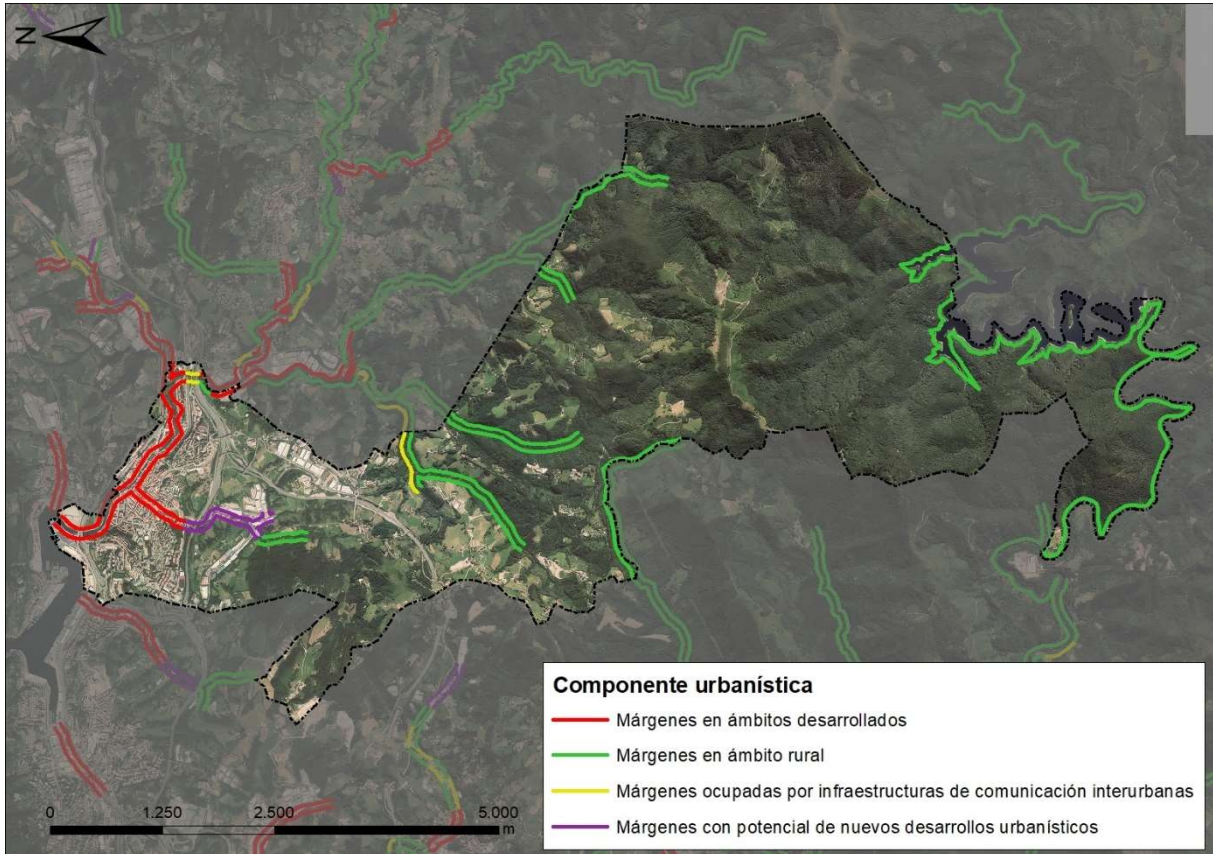 N
Componente urbanística
Márgenes en ámbitos desarrollados
Márgenes en ámbito rural
Márgenes ocupadas por infraestructuras de comunicación interurbanas
Márgenes con potencial de nuevos desarrollos urbanísticos
0 1.250 2.500 5.000
m